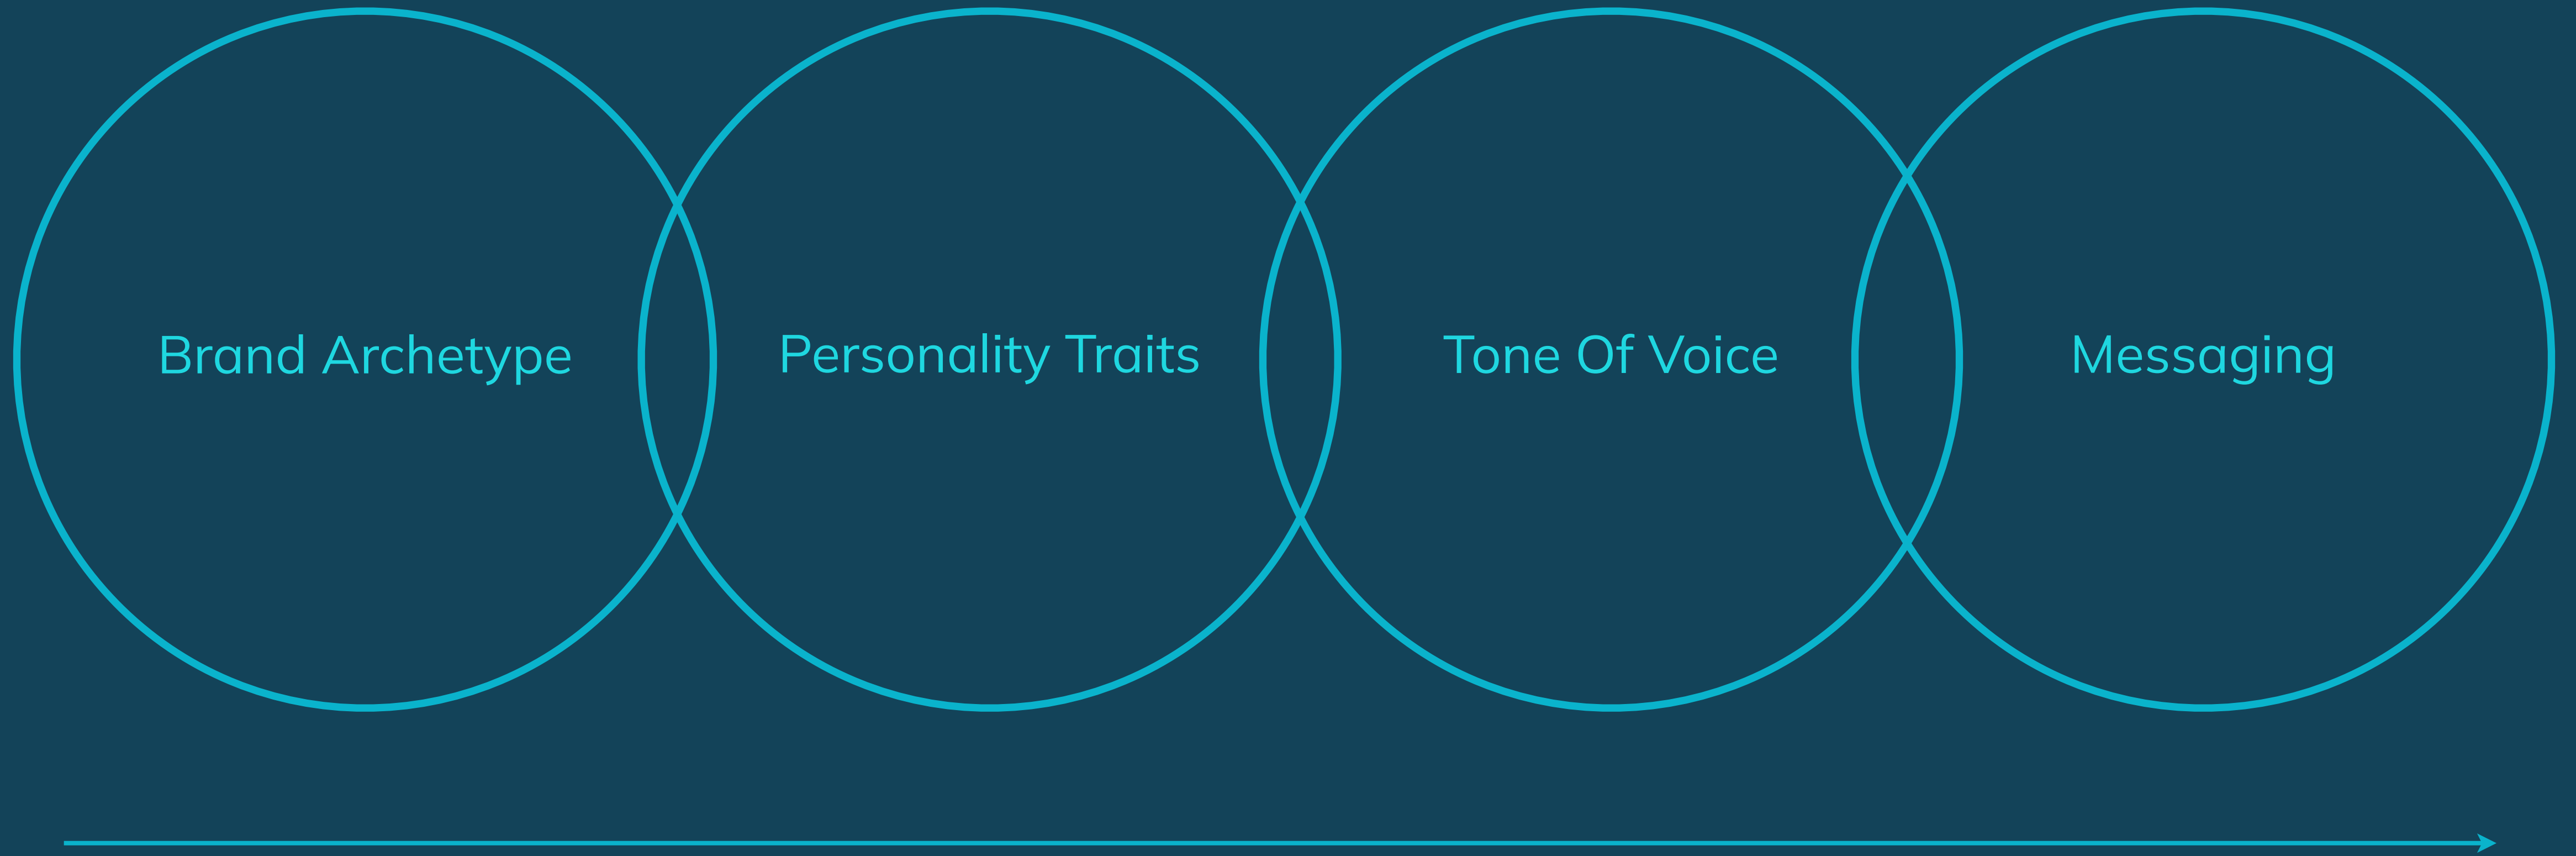 Brand Archetype
Personality Traits
Tone Of Voice
Messaging